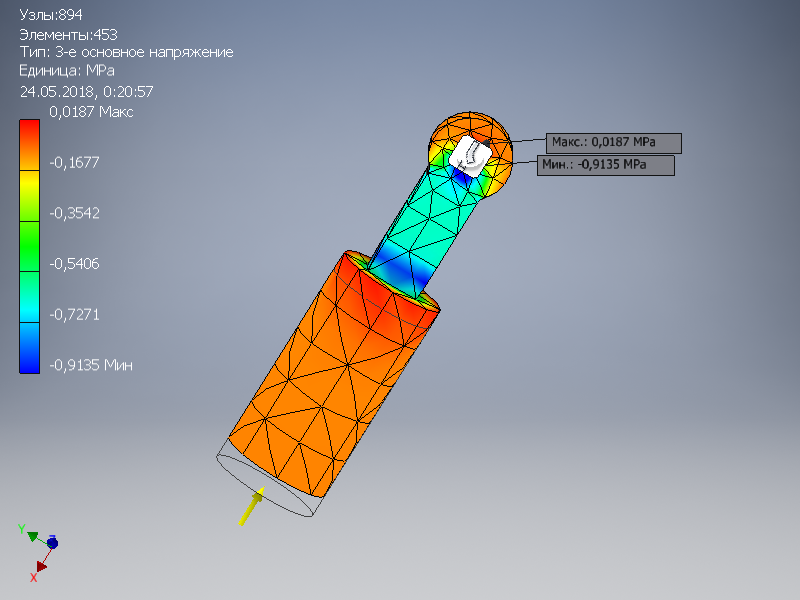 Узлы:894
Элементы:453
Тип: 3-е основное напряжение
Единица: MPa
24.05.2018, 0:20:57
0,0187 Макс
-0,1677
-0,3542
-0,5406
-0,7271
-0,9135 Мин
Макс.: 0,0187 MPa
Мин.: -0,9135 MPa
Y
Z
X